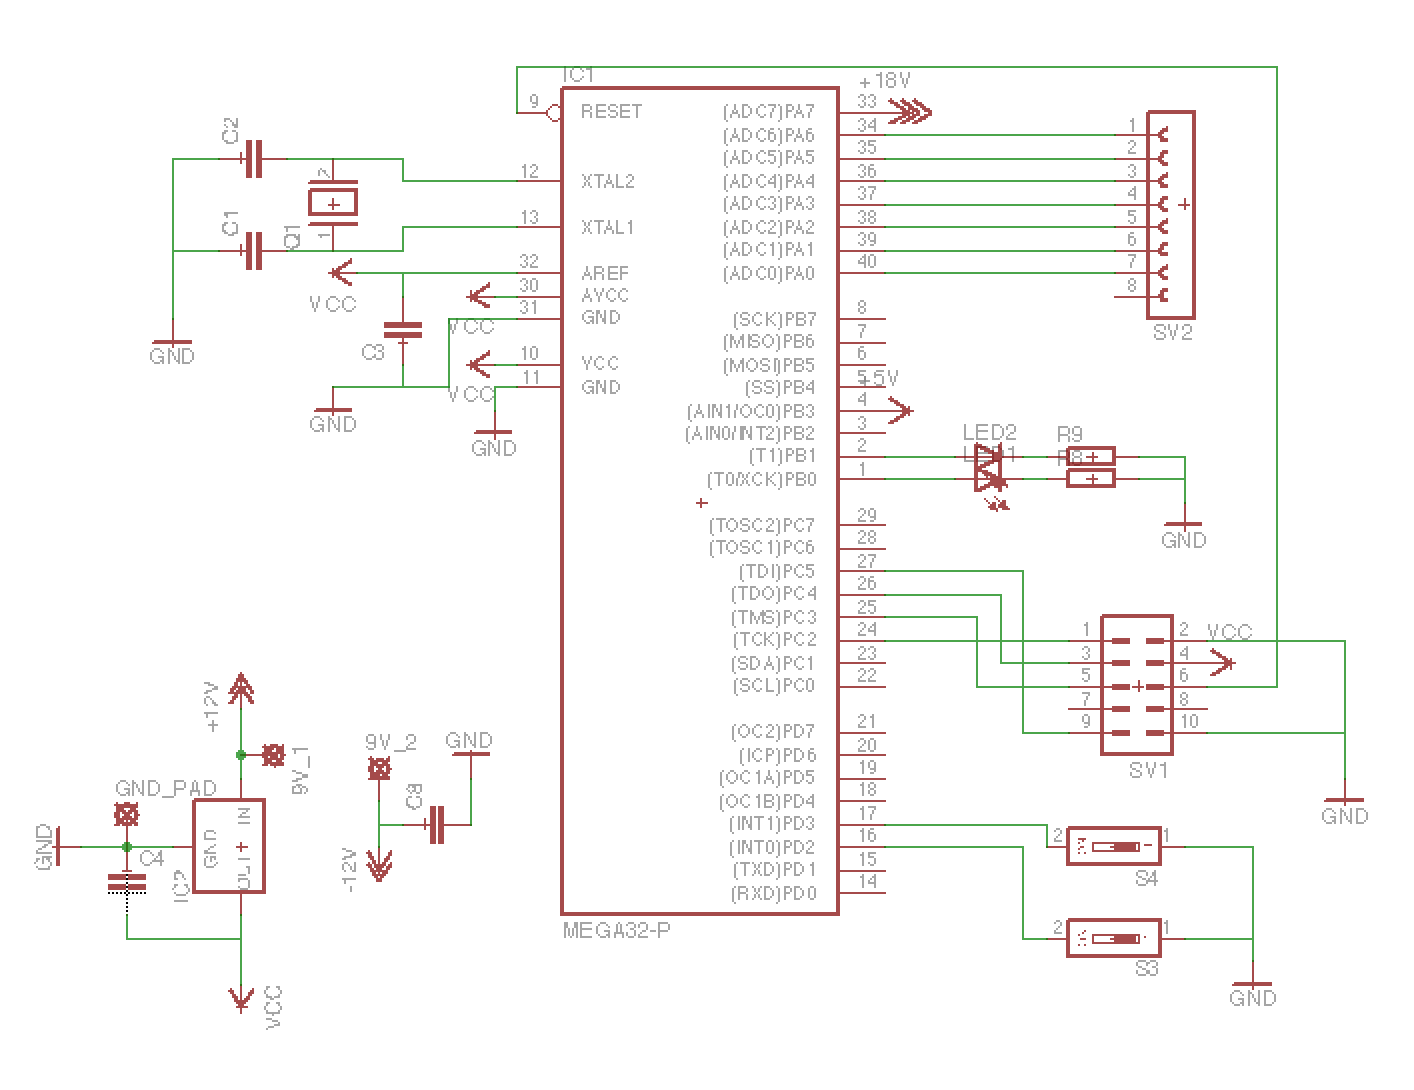 IC1
+18V
9 RESET (ADC7)PA7 33
(ADC6)PA6 34 1
C2 (ADC5)PA5 35 2
12 XTAL2 (ADC4)PA4 36 3
2 (ADC3)PA3 37 4
C1 Q1 1 13 XTAL1 (ADC2)PA2 38 5
(ADC1)PA1 39 6
VCC 32 AREF (ADC0)PA0 40 7
VCC 30 AVCC 8
SV2
31 GND (SCK)PB7 8
GND C3 (MISO)PB6 7
VCC 10 VCC (MOSI)PB5 6
11 GND (SS)PB4 5
+5V
GND (AIN1/OC0)PB3 4
GND (AIN0/INT2)PB2 3
LED2 R9
(T1)PB1 2
LED1 R8
(T0/XCK)PB0 1
GND
(TOSC2)PC7 29
(TOSC1)PC6 28
(TDI)PC5 27
(TDO)PC4 26
(TMS)PC3 25
(TCK)PC2 24 1 2 VCC
(SDA)PC1 23 3 4
(SCL)PC0 22 5 6
7 8
9 10
SV1
GND
(OC2)PD7 21
(ICP)PD6 20
(OC1A)PD5 19
(OC1B)PD4 18
(INT1)PD3 17 2 1
S4
(INT0)PD2 16
(TXD)PD1 15
(RXD)PD0 14
2 1
S3
GND
MEGA32-P
+12V
9V_1
GND_PAD
GND
C4
IC2
IN
GND
OUT
VCC
9V_2
GND
C8
-12V